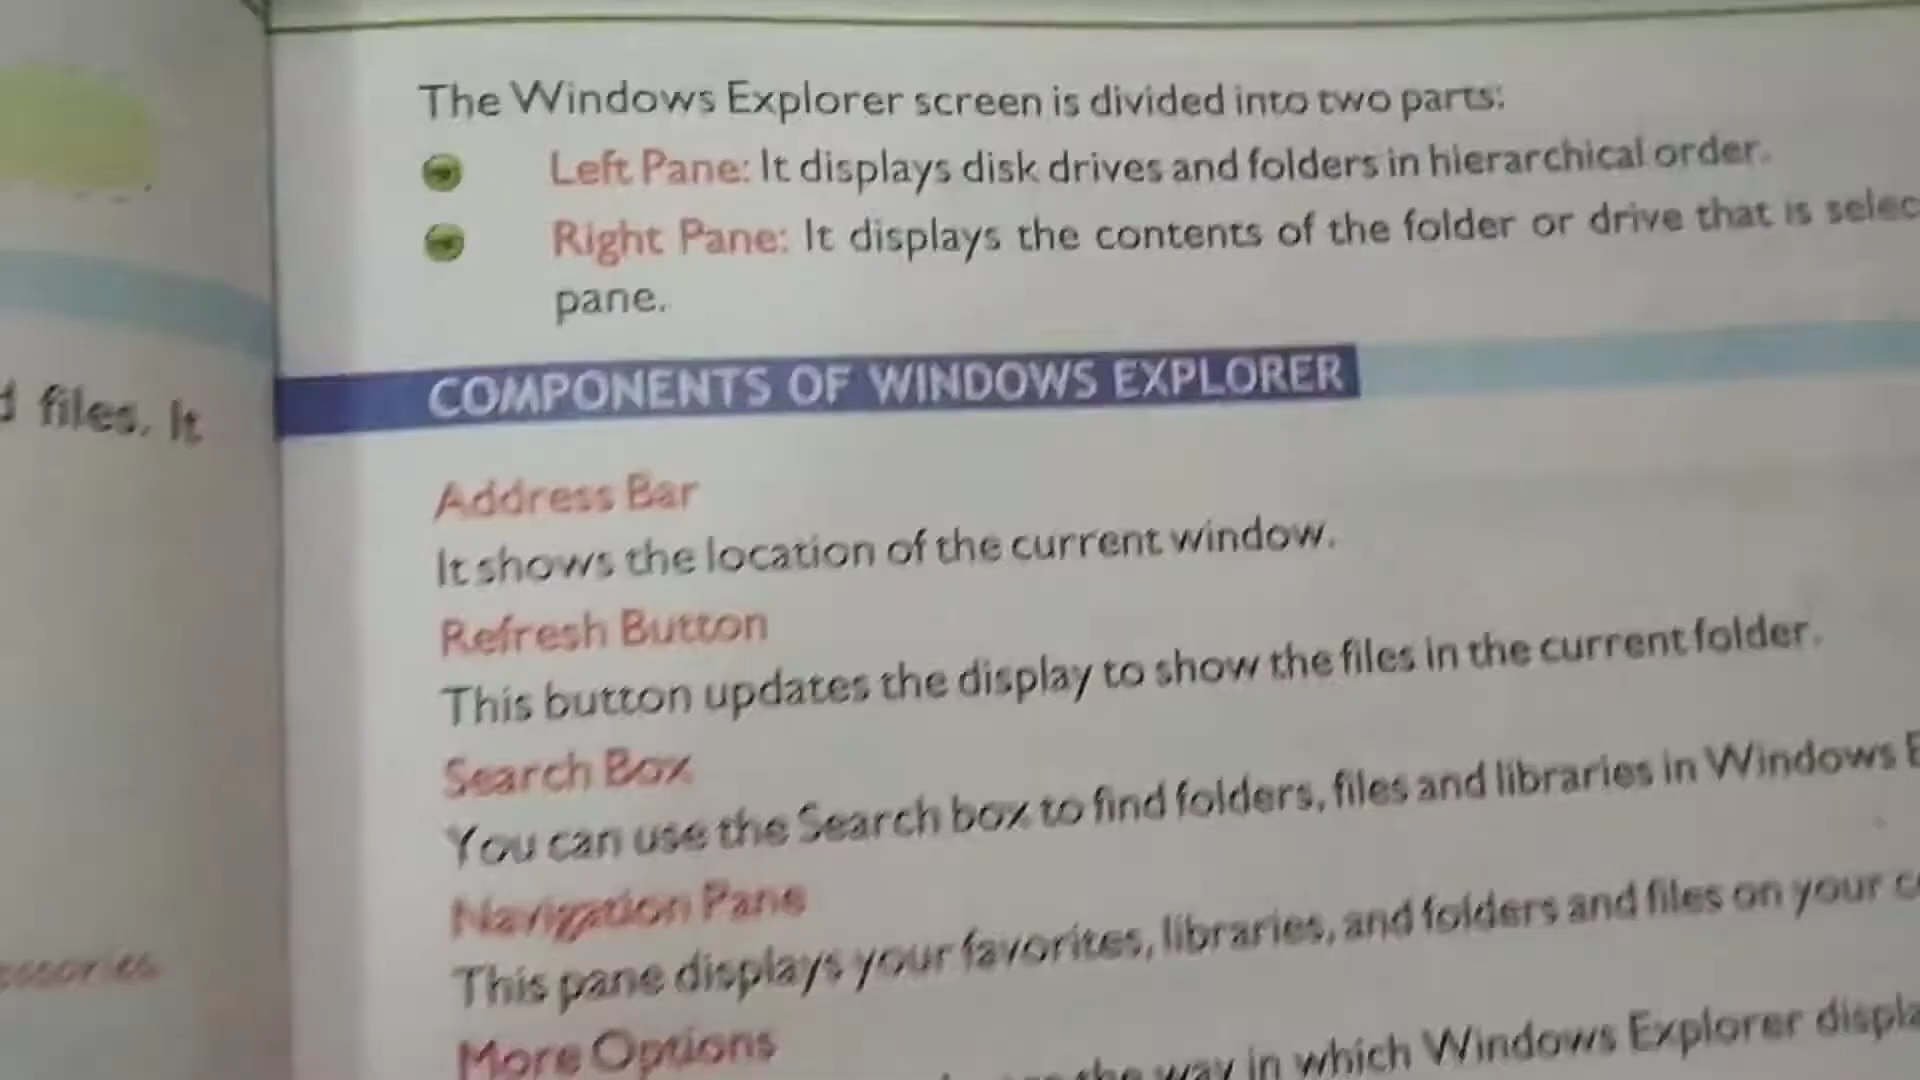 The Windows Explorer screen is divided into two parts:
Left Pane: It displays disk drives and folders in hierarchical order.
Right Pane: It displays the contents of the folder or drive that is selec
pane.
files. It
COMPONENTS OF WINDOWS EXPLORER
Address Bar
It shows the location of the current window.
Refresh Button
This button updates the display to show the files in the current folder.
Search Box
You can use the Search box to find folders, files and libraries in Windows E
Navigation Pane
This pane displays your favorites, libraries, and folders and files on your c
More Options
the way in which Windows Explorer displa